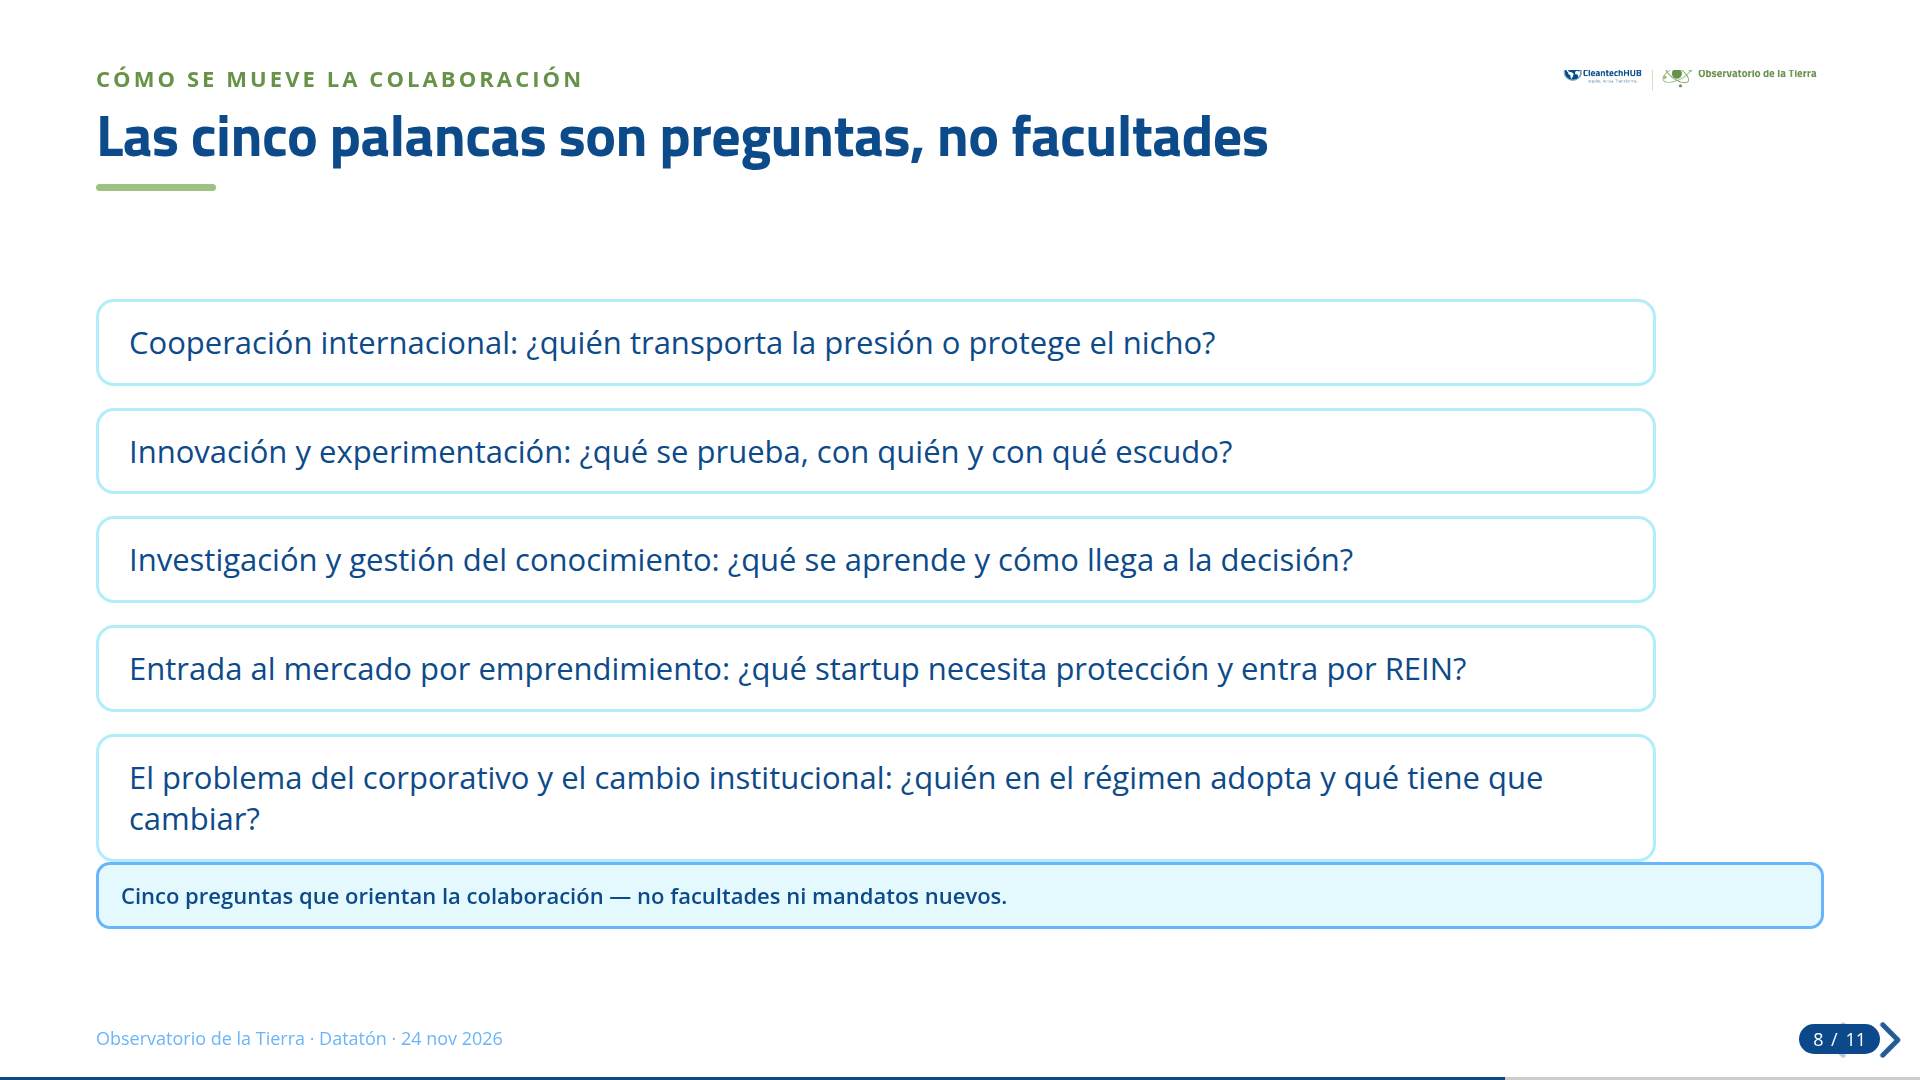 CÓMO SE MUEVE LA COLABORACIÓN
CleantechHUB
Observatorio de la Tierra
Las cinco palancas son preguntas, no facultades
Cooperación internacional: ¿quién transporta la presión o protege el nicho?
Innovación y experimentación: ¿qué se prueba, con quién y con qué escudo?
Investigación y gestión del conocimiento: ¿qué se aprende y cómo llega a la decisión?
Entrada al mercado por emprendimiento: ¿qué startup necesita protección y entra por REIN?
El problema del corporativo y el cambio institucional: ¿quién en el régimen adopta y qué tiene que
cambiar?
Cinco preguntas que orientan la colaboración — no facultades ni mandatos nuevos.
Observatorio de la Tierra · Datatón · 24 nov 2026
8 / 11